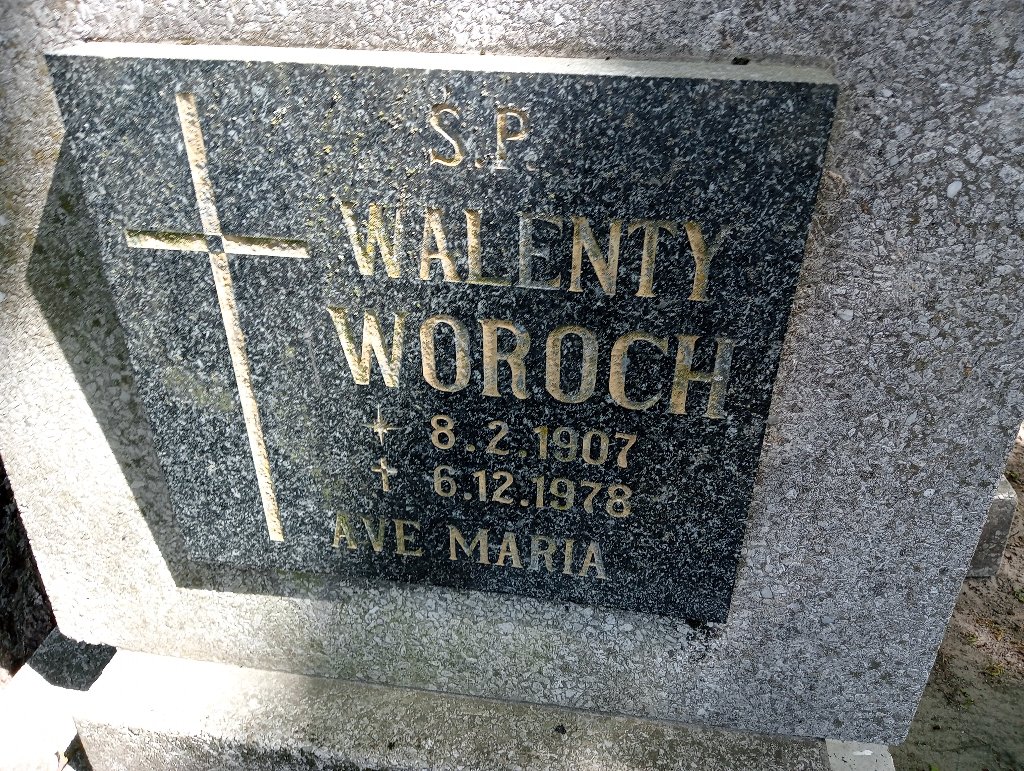 Ś.P.
WALENTY
WOROCH
8.2.1907
6.12.1978
AVE MARIA